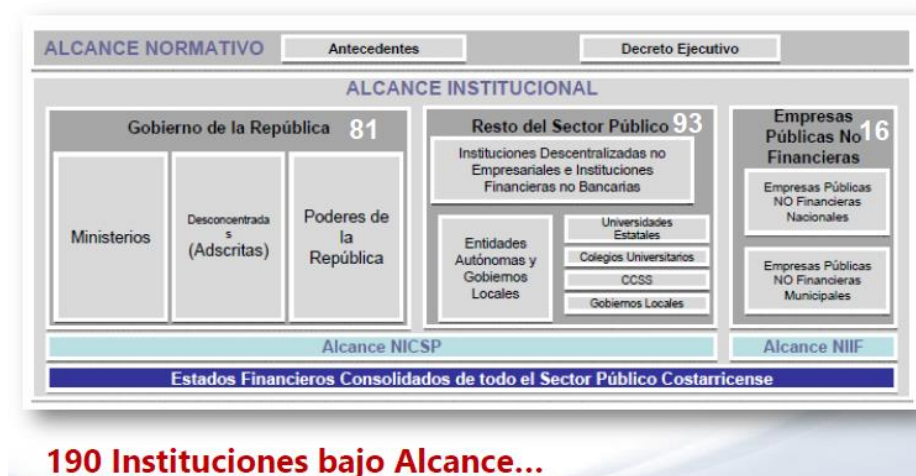 ALCANCE NORMATIVO
Antecedentes
Decreto Ejecutivo
ALCANCE INSTITUCIONAL
Gobierno de la República 81
Ministerios
Desconcentrada
s
(Adscritas)
Poderes de
la
República
Resto del Sector Público 93
Instituciones Descentralizadas no
Empresariales e Instituciones
Financieras no Bancarias
Entidades
Autónomas y
Gobiernos
Locales
Universidades
Estatales
Colegios Universitarios
CCSS
Gobiernos Locales
Empresas
Públicas No 16
Financieras
Empresas Públicas
NO Financieras
Nacionales
Empresas Públicas
NO Financieras
Municipales
Alcance NICSP
Alcance NIIF
Estados Financieros Consolidados de todo el Sector Público Costarricense
190 Instituciones bajo Alcance...